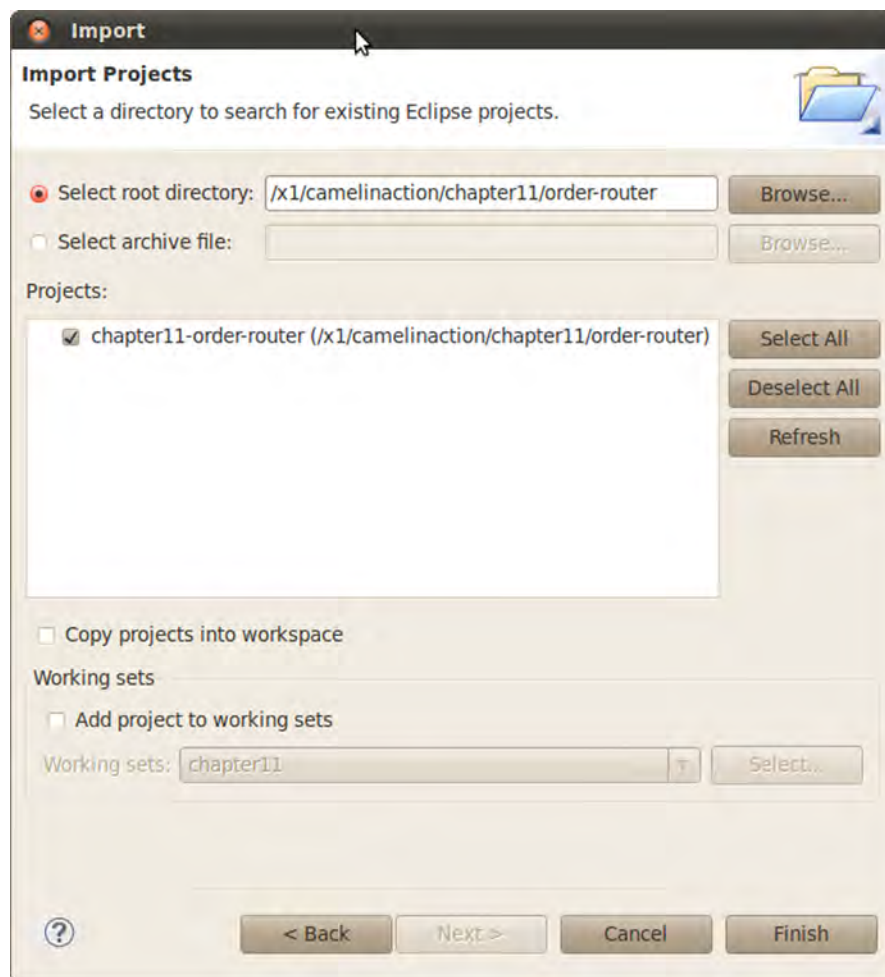 Import
Import Projects
Select a directory to search for existing Eclipse projects.
Select root directory: /x1/camelinaction/chapter11/order-router Browse...
Select archive file: Browse...
Projects:
chapter11-order-router (/x1/camelinaction/chapter11/order-router) Select All
Deselect All
Refresh
Copy projects into workspace
Working sets
Add project to working sets
Working sets: chapter11 Select...
? < Back Next > Cancel Finish